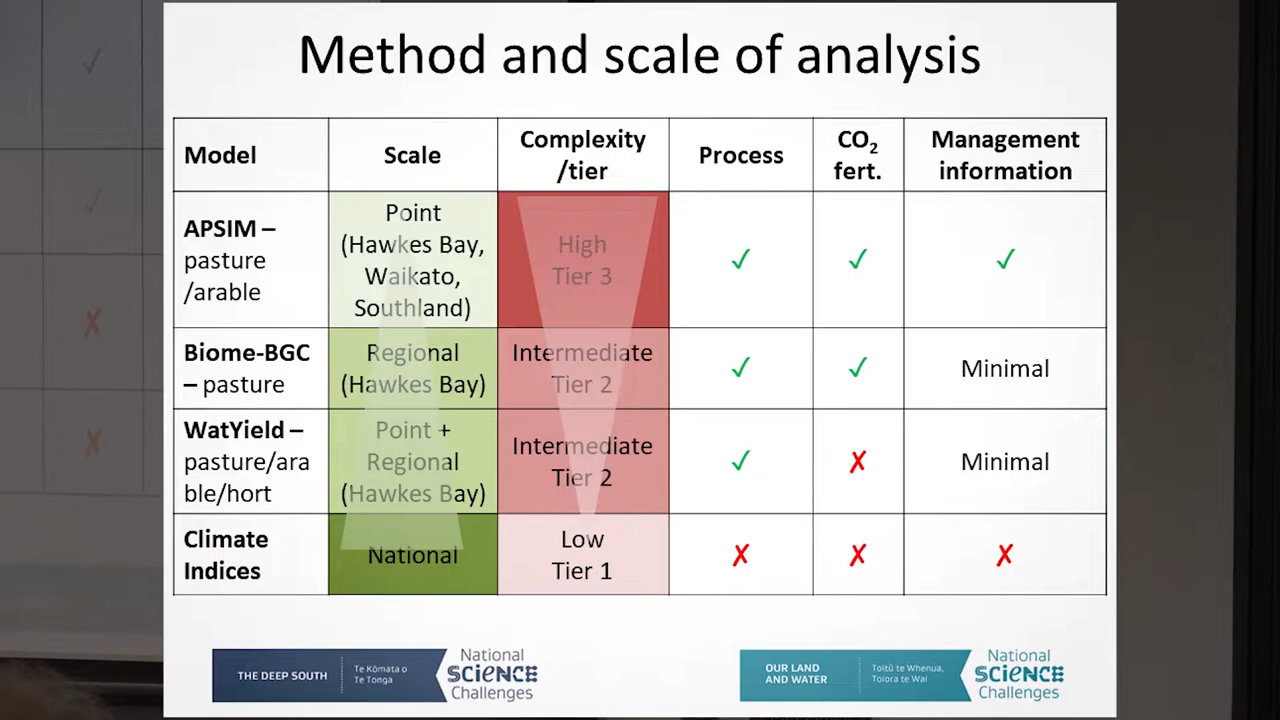 Method and scale of analysis
Model
Scale
Complexity
/tier
Process
CO₂
fert.
Management
information
APSIM –
pasture
/arable
Point
(Hawkes Bay,
Waikato,
Southland)
High
Tier 3
✓
✓
✓
Biome-BGC
– pasture
Regional
(Hawkes Bay)
Intermediate
Tier 2
✓
✓
Minimal
WatYield –
pasture/ara
ble/hort
Point +
Regional
(Hawkes Bay)
Intermediate
Tier 2
✓
✗
Minimal
Climate
Indices
National
Low
Tier 1
✗
✗
✗
THE DEEP SOUTH
Te Kōmata o
Te Tonga
National
SCIENCE
Challenges
OUR LAND
AND WATER
Toitū te Whenua,
Toiora te Wai
National
SCIENCE
Challenges